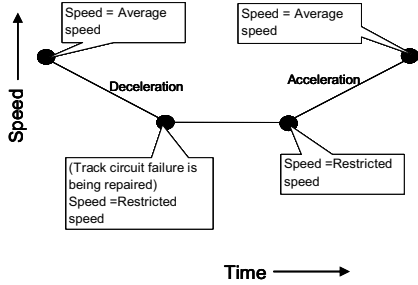 Speed = Average
speed
Speed = Average
speed
Deceleration
Acceleration
Speed
(Track circuit failure is
being repaired)
Speed =Restricted
speed
Speed =Restricted
speed
Time